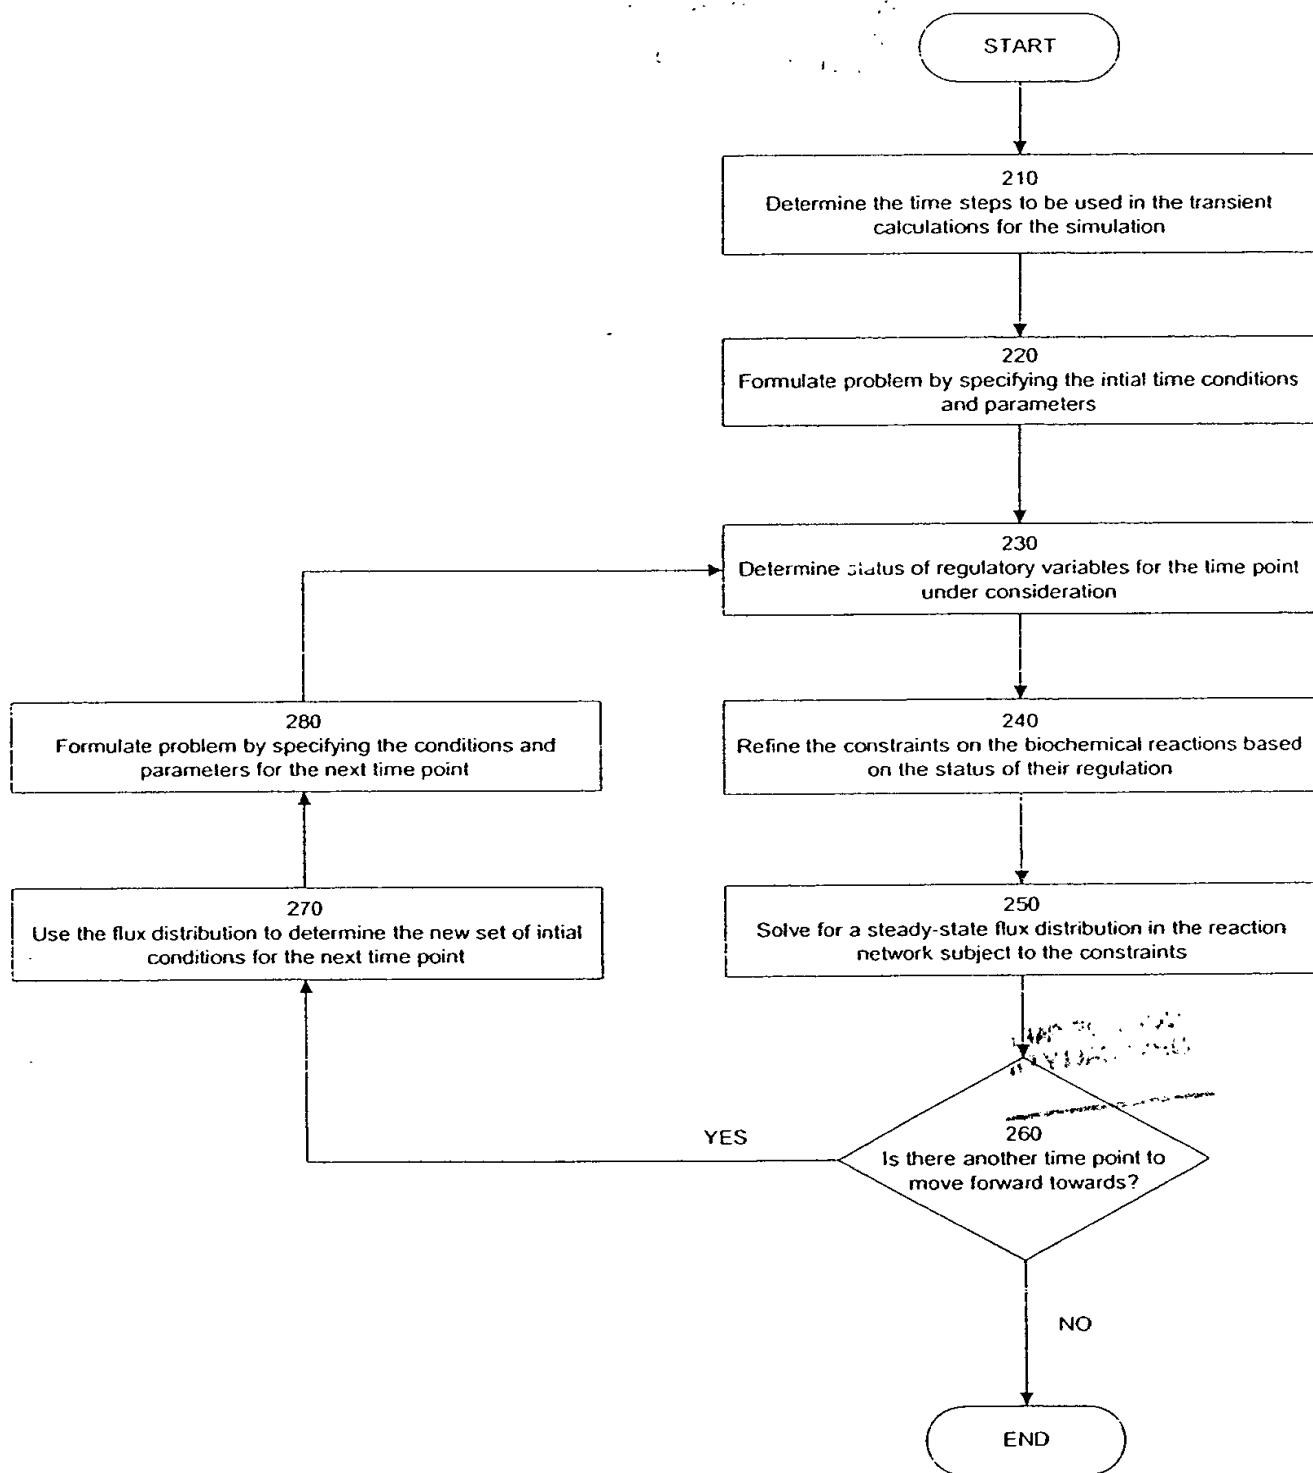 START
210
Determine the time steps to be used in the transient
calculations for the simulation
220
Formulate problem by specifying the intial time conditions
and parameters
230
Determine status of regulatory variables for the time point
under consideration
240
Refine the constraints on the biochemical reactions based
on the status of their regulation
250
Solve for a steady-state flux distribution in the reaction
network subject to the constraints
260
Is there another time point to
move forward towards?
YES
270
Use the flux distribution to determine the new set of intial
conditions for the next time point
280
Formulate problem by specifying the conditions and
parameters for the next time point
NO
END